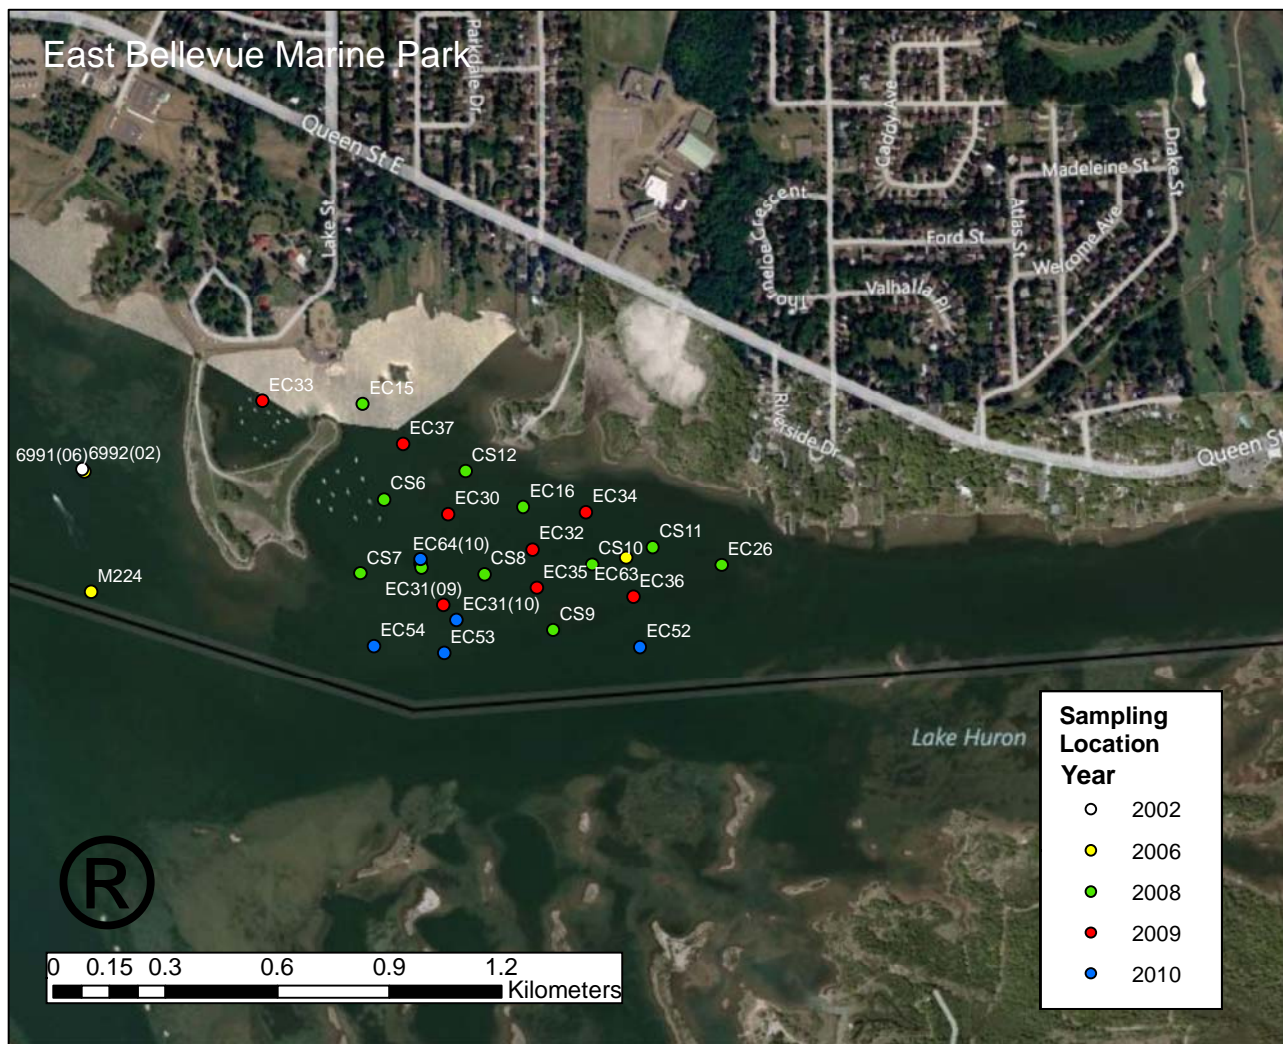 East Bellevue Marine Park
Parkdale Dr
Queen St E
Lake St
Caddy Ave
Drake St
Madeleine St
Atlas St
Thorneloe Crescent
Ford St
Welcome Ave
Valhalla Pl
Riverside Dr
Queen St
EC33
EC15
EC37
6991(06)
6992(02)
CS12
CS6
EC30
EC16
EC34
EC32
CS11
EC64(10)
CS10
EC26
CS7
CS8
EC63
M224
EC35
EC36
EC31(09)
EC31(10)
CS9
EC54
EC53
EC52
Lake Huron
Sampling
Location
Year
2002
2006
2008
2009
2010
®
0 0.15 0.3 0.6 0.9 1.2
Kilometers